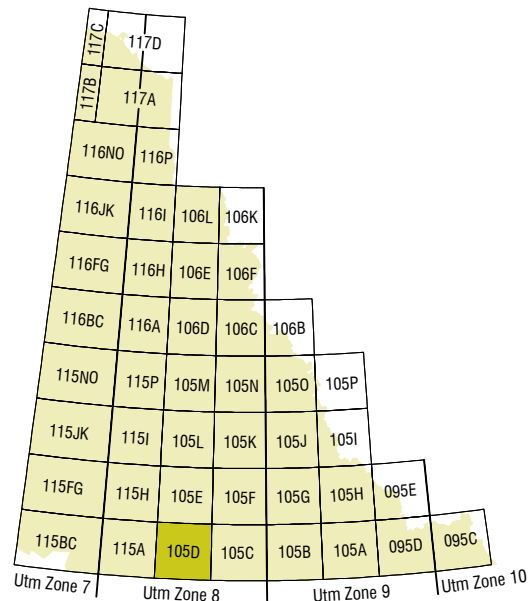 117C 117D
117B 117A
116NO 116P
116JK 116I 106L 106K
116FG 116H 106E 106F
116BC 116A 106D 106C 106B
115NO 115P 105M 105N 105O 105P
115JK 115I 105L 105K 105J 105I
115FG 115H 105E 105F 105G 105H 095E
115BC 115A 105D 105C 105B 105A 095D 095C
Utm Zone 7 Utm Zone 8 Utm Zone 9 Utm Zone 10